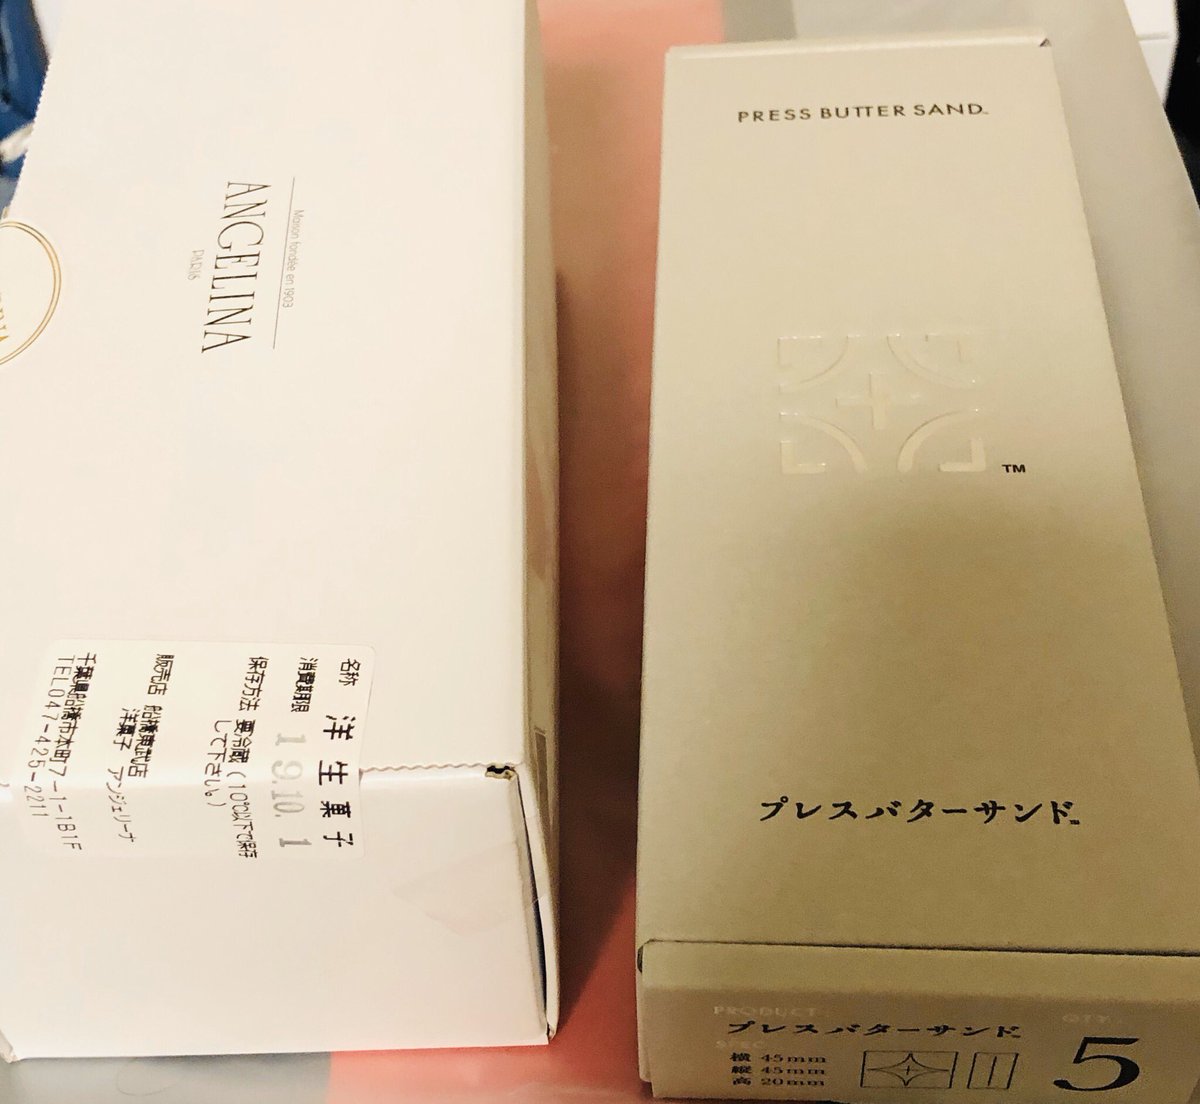 Maison fondée en 1903
ANGELINA
PARIS
名称 洋生菓子
消費期限 19.10. 1
保存方法 要冷蔵(10℃以下で保存
して下さい。)
販売店 船橋東武店
洋菓子 アンジェリーナ
千葉県船橋市本町7-1-1B1F
TEL047-425-2211
PRESS BUTTER SAND™
TM
プレスバターサンド™
PRODUCT
QTY.
プレスバターサンド™
SPEC
横 45mm
縦 45mm
高 20mm
5